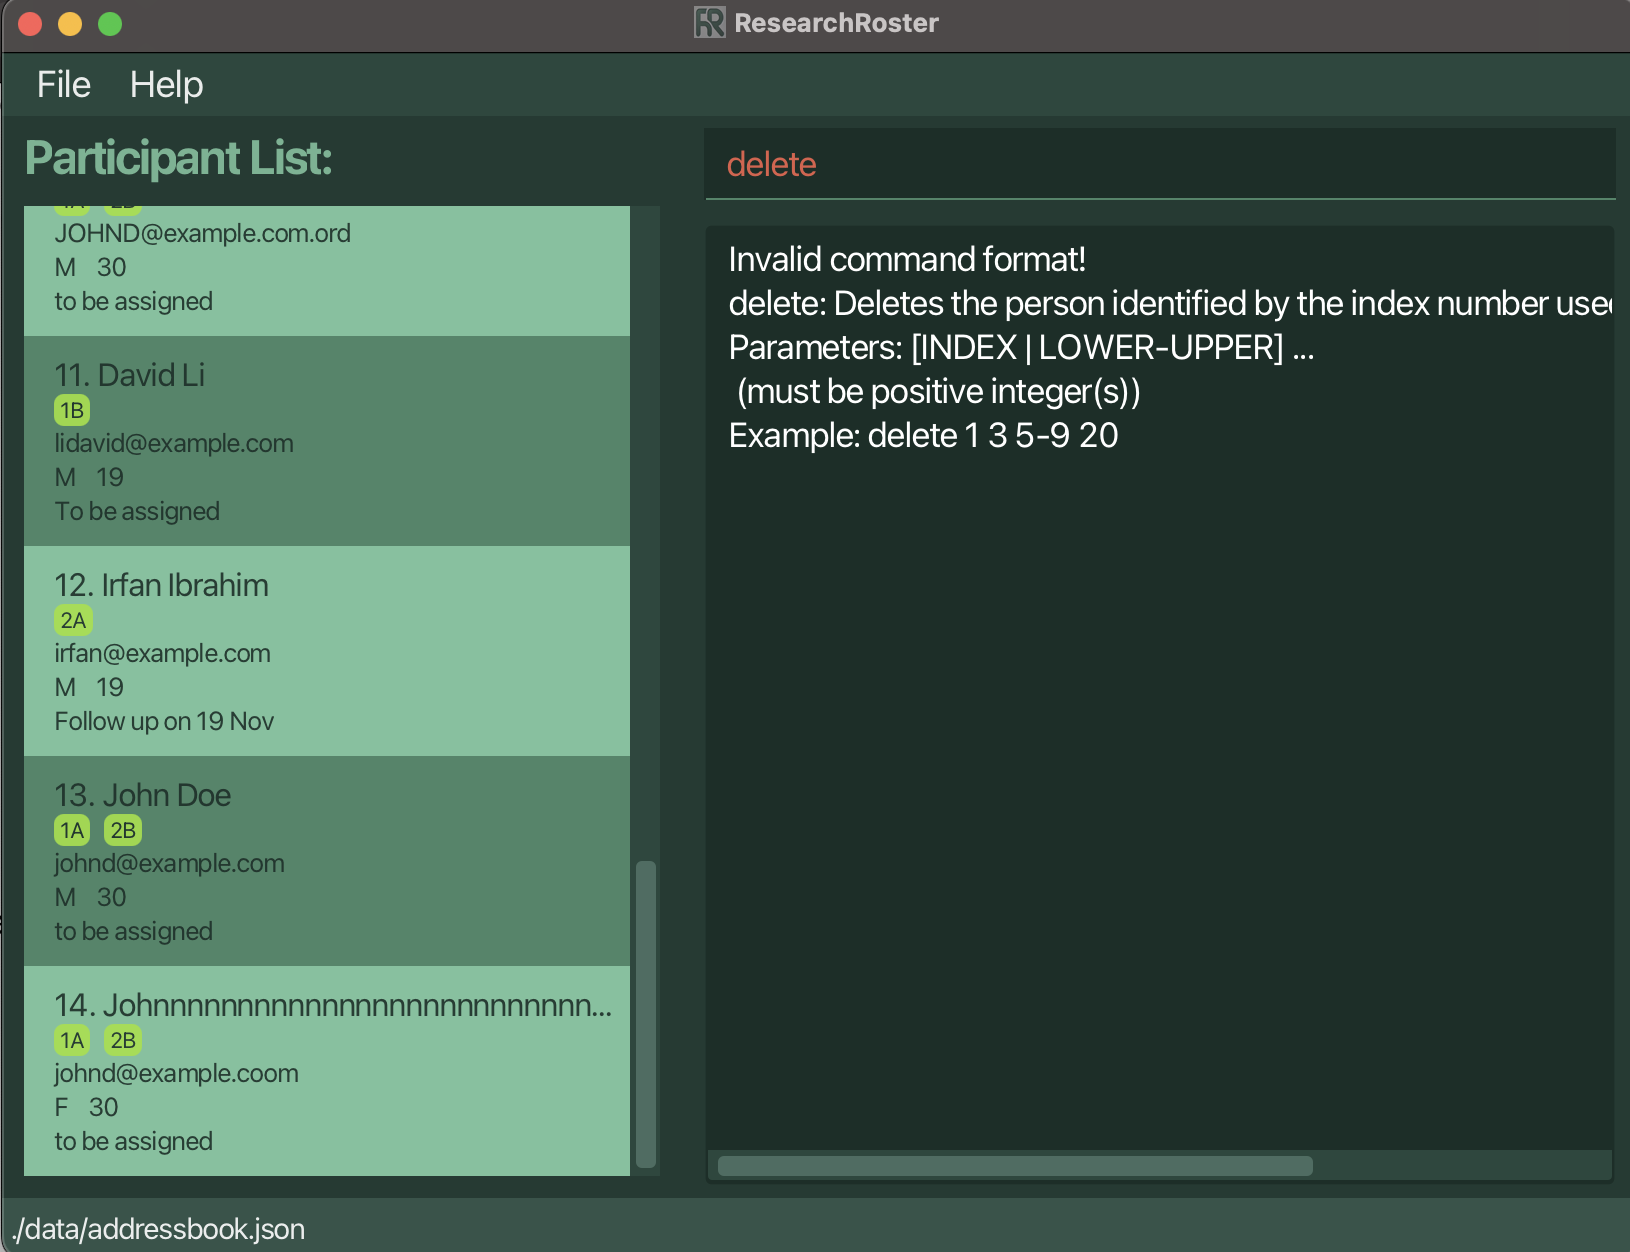 ResearchRoster
File Help
Participant List:
JOHND@example.com.ord
M 30
to be assigned
11. David Li
1B
lidavid@example.com
M 19
To be assigned
12. Irfan Ibrahim
2A
irfan@example.com
M 19
Follow up on 19 Nov
13. John Doe
1A 2B
johnd@example.com
M 30
to be assigned
14. Johnnnnnnnnnnnnnnnnnnnnnnnnnnn...
1A 2B
johnd@example.coom
F 30
to be assigned
delete
Invalid command format!
delete: Deletes the person identified by the index number used
Parameters: [INDEX | LOWER-UPPER] ...
(must be positive integer(s))
Example: delete 1 3 5-9 20
./data/addressbook.json